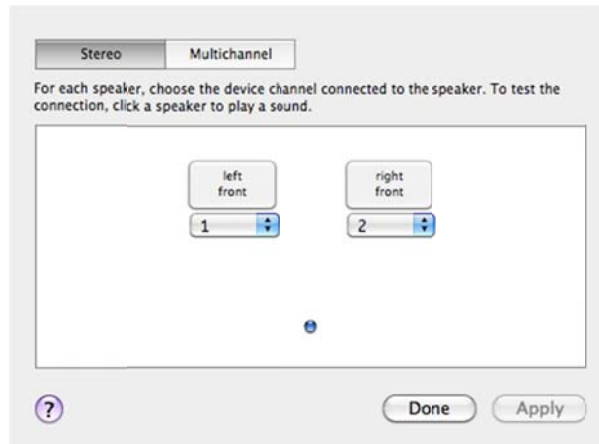 Stereo Multichannel
For each speaker, choose the device channel connected to the speaker. To test the
connection, click a speaker to play a sound.
left right
front front
1 2
? Done Apply